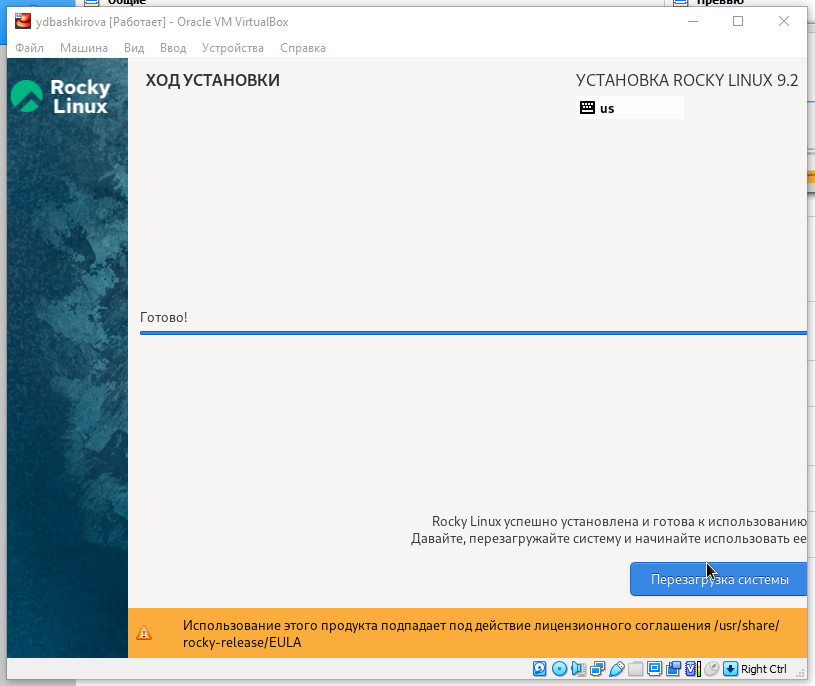 Общие
Превью
ydbashkirova [Работает] - Oracle VM VirtualBox
Файл Машина Вид Ввод Устройства Справка
Rocky
Linux
ХОД УСТАНОВКИ
УСТАНОВКА ROCKY LINUX 9.2
us
Готово!
Rocky Linux успешно установлена и готова к использованию
Давайте, перезагружайте систему и начинайте использовать ее
Перезагрузка системы
Использование этого продукта подпадает под действие лицензионного соглашения /usr/share/
rocky-release/EULA
Right Ctrl